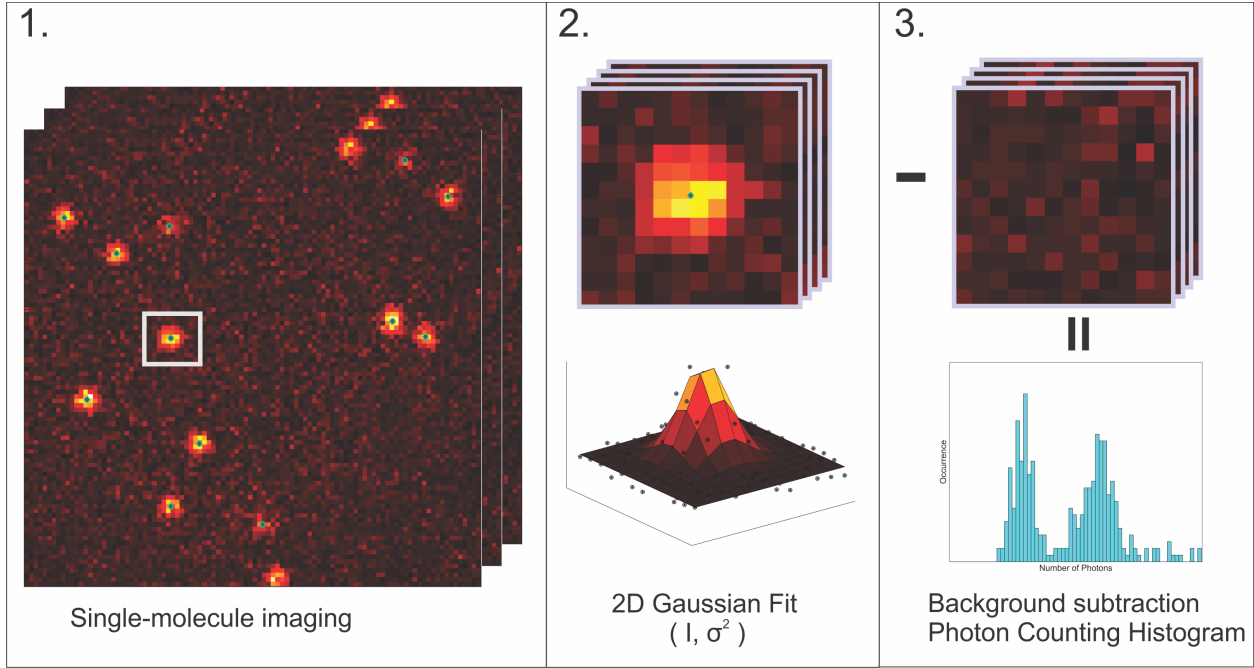 1.
Single-molecule imaging
2.
2D Gaussian Fit
( I, σ² )
3.
Occurrence
Number of Photons
Background subtraction
Photon Counting Histogram